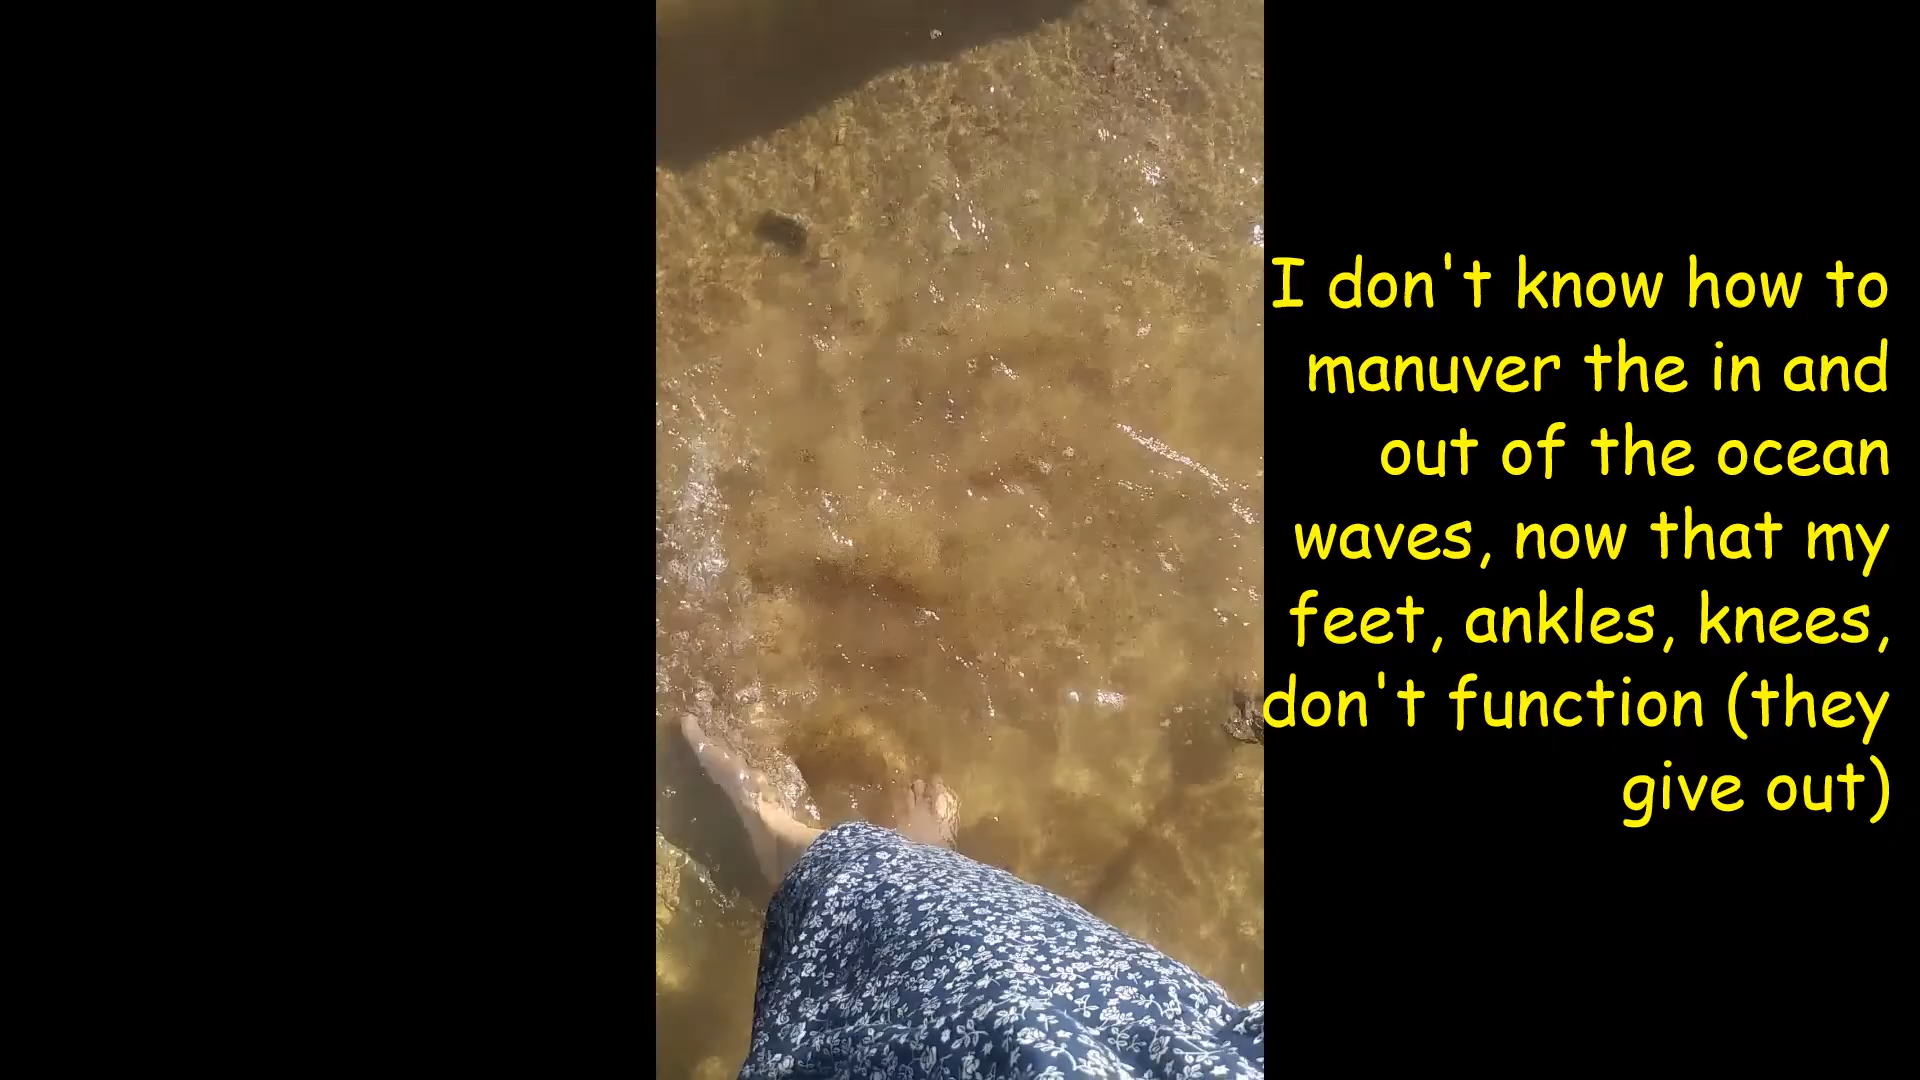 I don't know how to
manuver the in and
out of the ocean
waves, now that my
feet, ankles, knees,
don't function (they
give out)